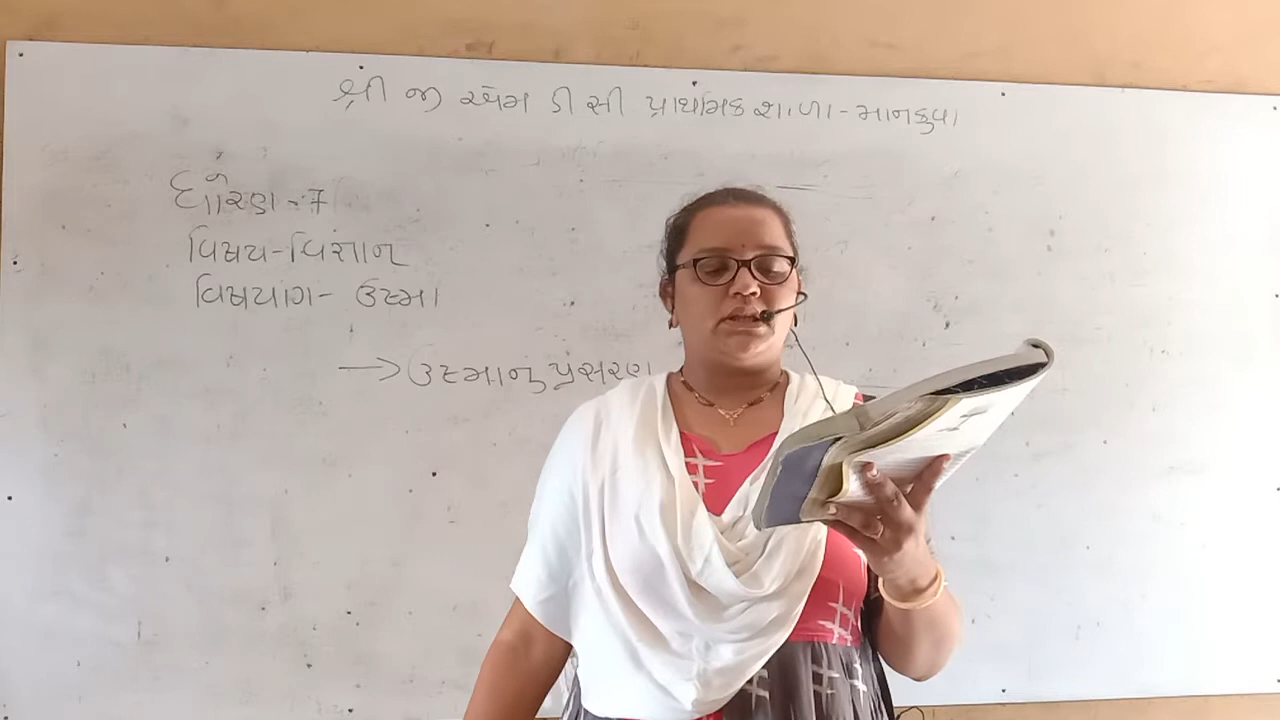 શ્રી જી એમ ડી સી પ્રાથમિક શાળા - માનકુવા
ધોરણ - 7
વિષય - વિજ્ઞાન
વિષયાંગ - ઉષ્મા
→ ઉષ્માનું પ્રસરણ